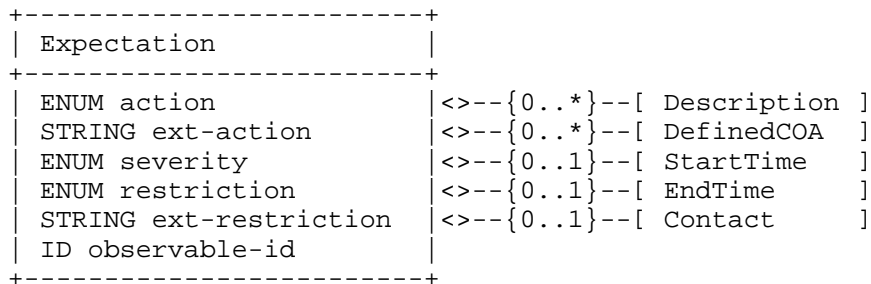 +--------------------------+
| Expectation              |
+--------------------------+
| ENUM action              |<>--{0..*}--[ Description ]
| STRING ext-action        |<>--{0..*}--[ DefinedCOA  ]
| ENUM severity            |<>--{0..1}--[ StartTime   ]
| ENUM restriction         |<>--{0..1}--[ EndTime     ]
| STRING ext-restriction   |<>--{0..1}--[ Contact     ]
| ID observable-id         |
+--------------------------+